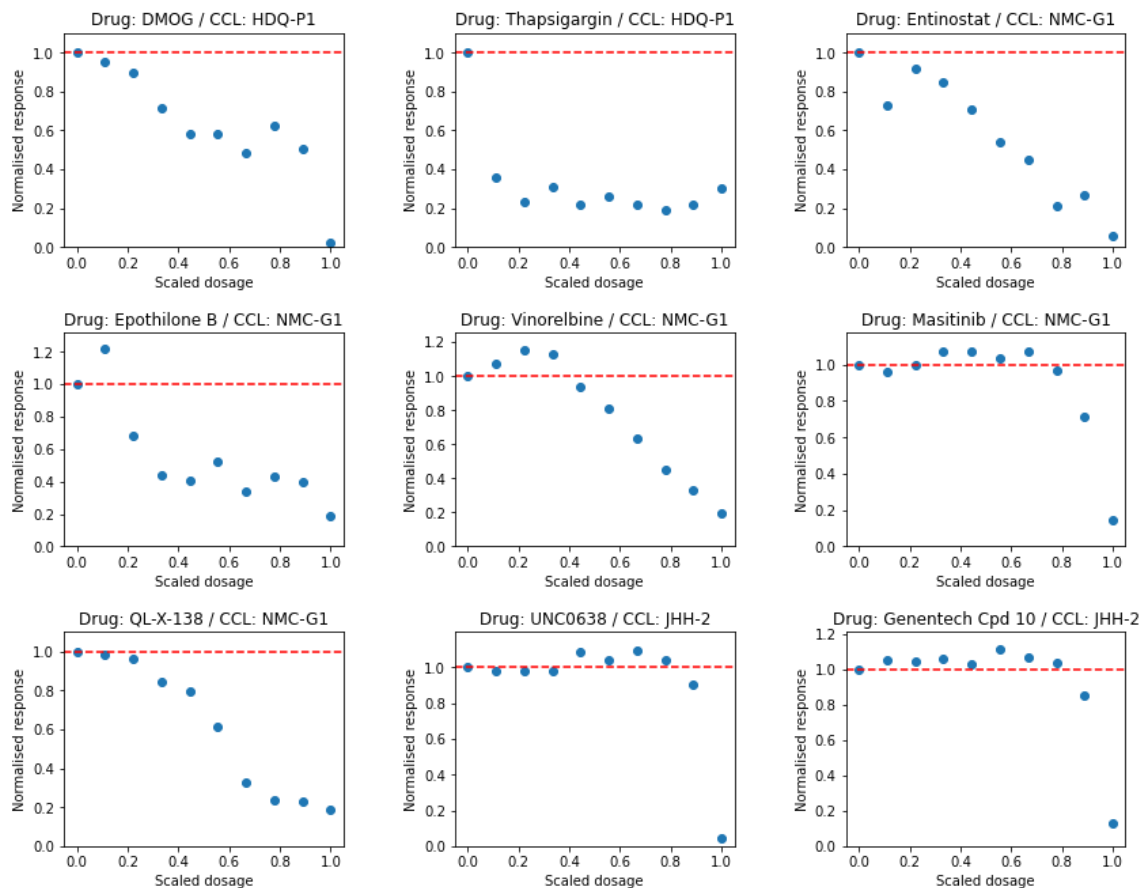 Drug: DMOG / CCL: HDQ-P1
Normalised response
1.0
0.8
0.6
0.4
0.2
0.0
0.0 0.2 0.4 0.6 0.8 1.0
Scaled dosage
Drug: Thapsigargin / CCL: HDQ-P1
Normalised response
1.0
0.8
0.6
0.4
0.2
0.0
0.0 0.2 0.4 0.6 0.8 1.0
Scaled dosage
Drug: Entinostat / CCL: NMC-G1
Normalised response
1.0
0.8
0.6
0.4
0.2
0.0
0.0 0.2 0.4 0.6 0.8 1.0
Scaled dosage
Drug: Epothilone B / CCL: NMC-G1
Normalised response
1.2
1.0
0.8
0.6
0.4
0.2
0.0
0.0 0.2 0.4 0.6 0.8 1.0
Scaled dosage
Drug: Vinorelbine / CCL: NMC-G1
Normalised response
1.2
1.0
0.8
0.6
0.4
0.2
0.0
0.0 0.2 0.4 0.6 0.8 1.0
Scaled dosage
Drug: Masitinib / CCL: NMC-G1
Normalised response
1.0
0.8
0.6
0.4
0.2
0.0
0.0 0.2 0.4 0.6 0.8 1.0
Scaled dosage
Drug: QL-X-138 / CCL: NMC-G1
Normalised response
1.0
0.8
0.6
0.4
0.2
0.0
0.0 0.2 0.4 0.6 0.8 1.0
Scaled dosage
Drug: UNC0638 / CCL: JHH-2
Normalised response
1.0
0.8
0.6
0.4
0.2
0.0
0.0 0.2 0.4 0.6 0.8 1.0
Scaled dosage
Drug: Genentech Cpd 10 / CCL: JHH-2
Normalised response
1.2
1.0
0.8
0.6
0.4
0.2
0.0
0.0 0.2 0.4 0.6 0.8 1.0
Scaled dosage